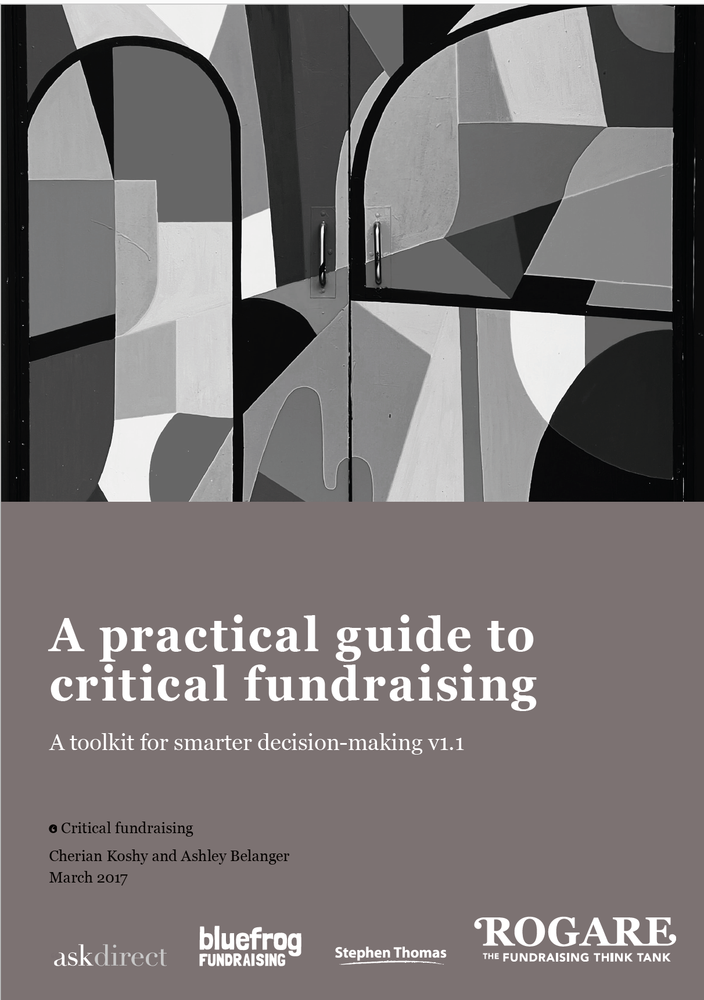 A practical guide to
critical fundraising
A toolkit for smarter decision-making v1.1
Critical fundraising
Cherian Koshy and Ashley Belanger
March 2017
askdirect
bluefrog
FUNDRAISING
Stephen Thomas
ROGARE
THE FUNDRAISING THINK TANK